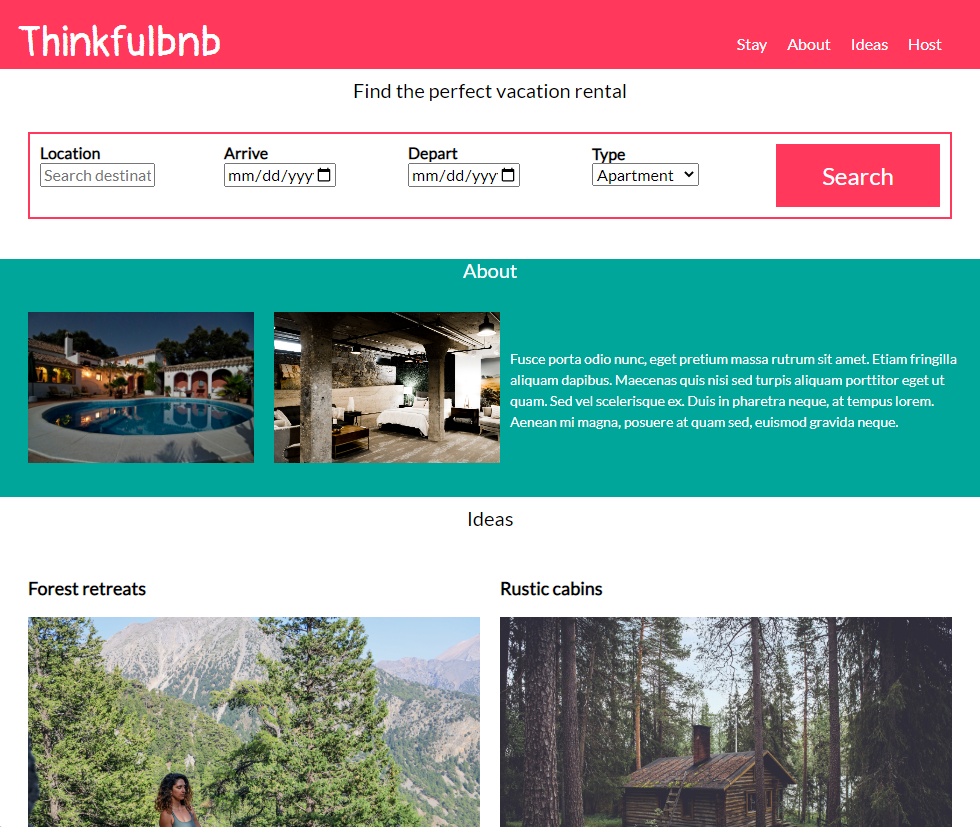 Thinkfulbnb
Stay About Ideas Host
Find the perfect vacation rental
Location Arrive Depart Type
Search destinat mm/dd/yyy mm/dd/yyy Apartment Search
About
Fusce porta odio nunc, eget pretium massa rutrum sit amet. Etiam fringilla
aliquam dapibus. Maecenas quis nisi sed turpis aliquam porttitor eget ut
quam. Sed vel scelerisque ex. Duis in pharetra neque, at tempus lorem.
Aenean mi magna, posuere at quam sed, euismod gravida neque.
Ideas
Forest retreats Rustic cabins